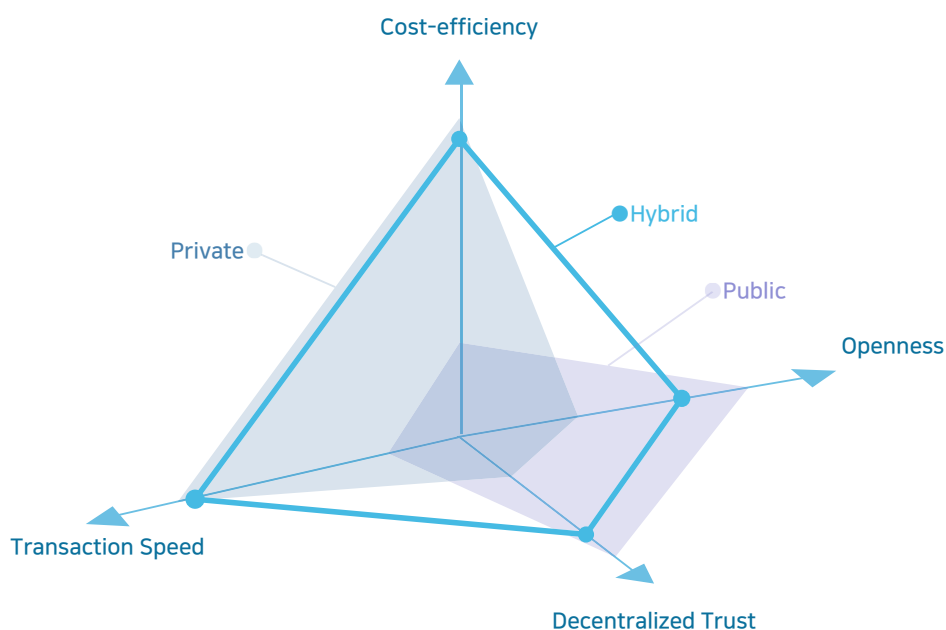 Cost-efficiency
Hybrid
Private
Public
Openness
Transaction Speed
Decentralized Trust